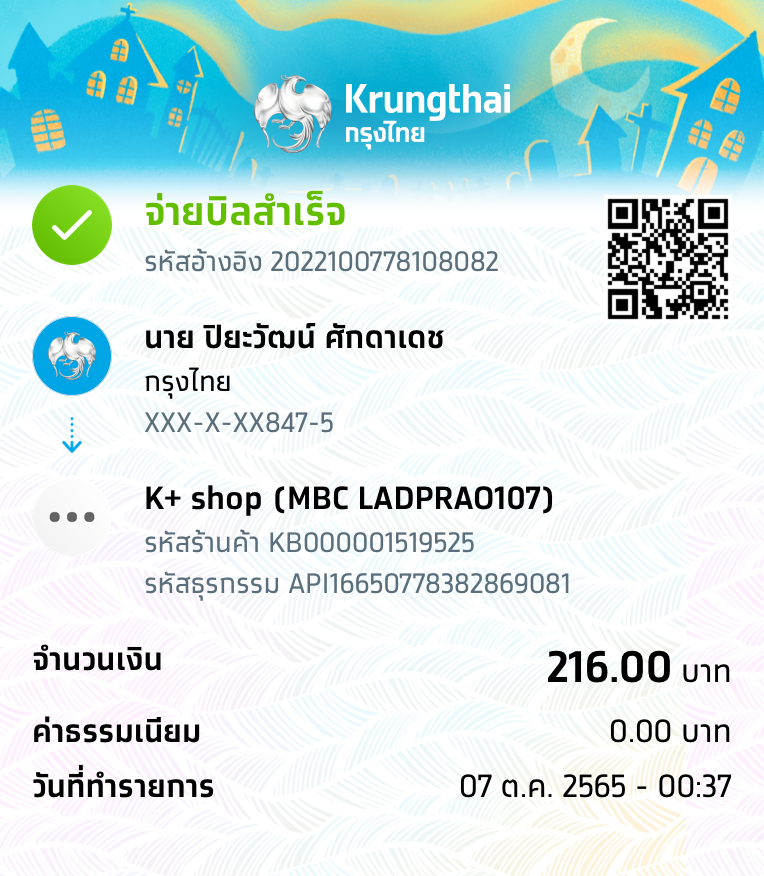 Krungthai
กรุงไทย
จ่ายบิลสำเร็จ
รหัสอ้างอิง 2022100778108082
นาย ปิยะวัฒน์ ศักดาเดช
กรุงไทย
XXX-X-XX847-5
K+ shop (MBC LADPRAO107)
รหัสร้านค้า KB000001519525
รหัสธุรกรรม API16650778382869081
จำนวนเงิน 216.00 บาท
ค่าธรรมเนียม 0.00 บาท
วันที่ทำรายการ 07 ต.ค. 2565 - 00:37